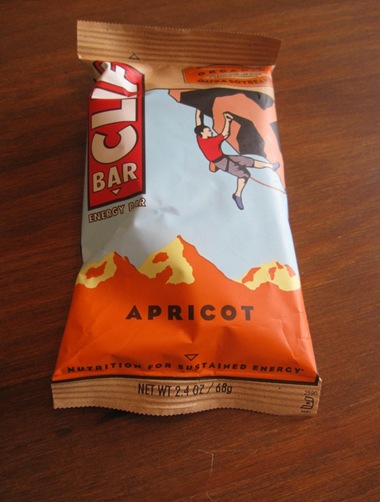 CLIF
BAR
ENERGY BAR
APRICOT
NUTRITION FOR SUSTAINED ENERGY
NET WT 2.4 OZ / 68g